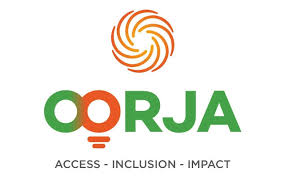 OORJA
ACCESS - INCLUSION - IMPACT